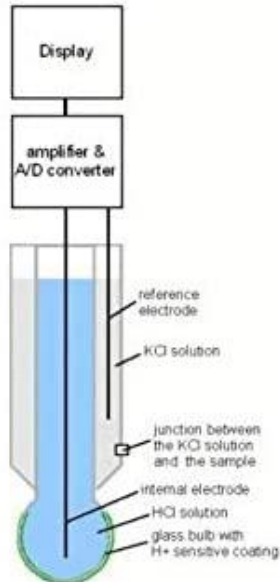 Display
amplifier &
A/D converter
reference
electrode
KCl solution
junction between
the KCl solution
and the sample
internal electrode
HCl solution
glass bulb with
H+ sensitive coating